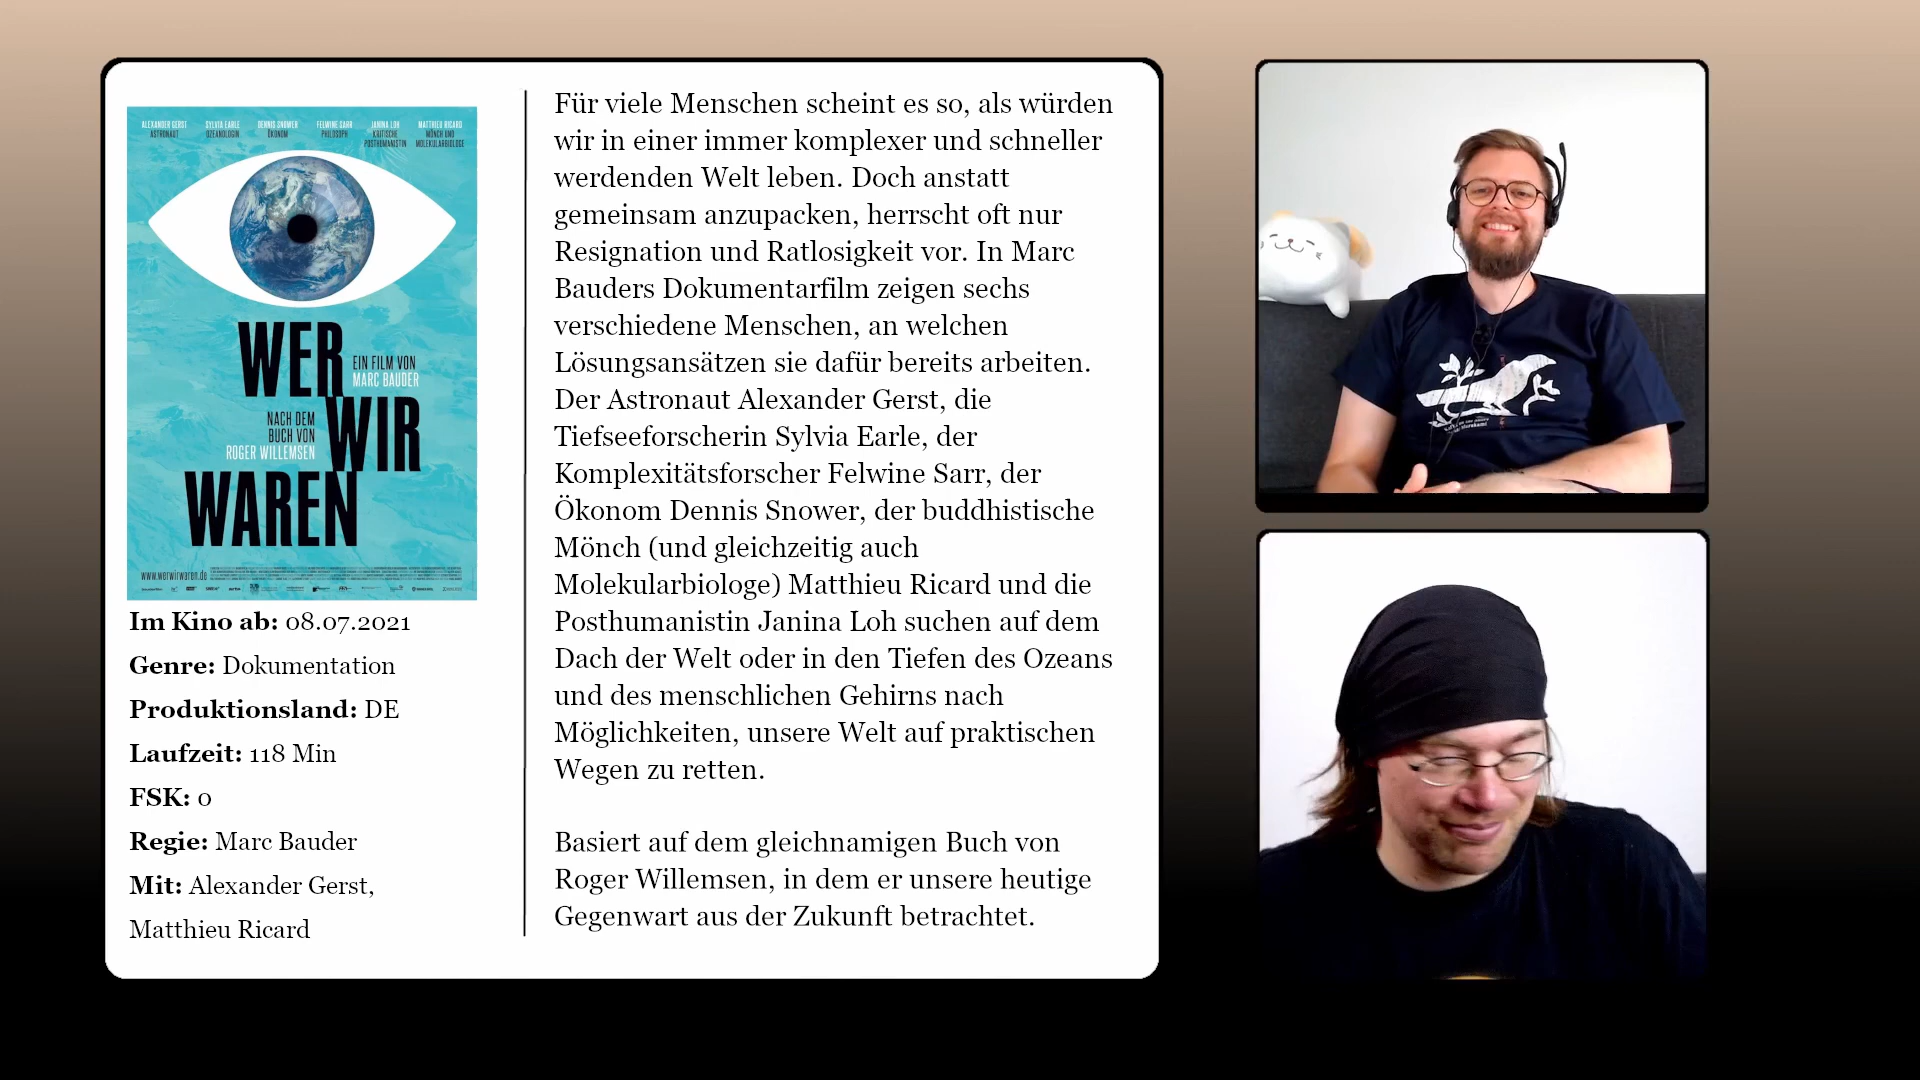 ALEXANDER GERST
ASTRONAUT
SYLVIA EARLE
OZEANOLOGIN
DENNIS SNOWER
ÖKONOM
FELWINE SARR
PHILOSOPH
JANINA LOH
KRITISCHE
POSTHUMANISTIN
MATTHIEU RICARD
MÖNCH UND
MOLEKULARBIOLOGE
WER
EIN FILM VON
MARC BAUDER
WIR
NACH DEM
BUCH VON
ROGER WILLEMSEN
WAREN
www.werwirwaren.de
Im Kino ab: 08.07.2021
Genre: Dokumentation
Produktionsland: DE
Laufzeit: 118 Min
FSK: 0
Regie: Marc Bauder
Mit: Alexander Gerst,
Matthieu Ricard
Für viele Menschen scheint es so, als würden
wir in einer immer komplexer und schneller
werdenden Welt leben. Doch anstatt
gemeinsam anzupacken, herrscht oft nur
Resignation und Ratlosigkeit vor. In Marc
Bauders Dokumentarfilm zeigen sechs
verschiedene Menschen, an welchen
Lösungsansätzen sie dafür bereits arbeiten.
Der Astronaut Alexander Gerst, die
Tiefseeforscherin Sylvia Earle, der
Komplexitätsforscher Felwine Sarr, der
Ökonom Dennis Snower, der buddhistische
Mönch (und gleichzeitig auch
Molekularbiologe) Matthieu Ricard und die
Posthumanistin Janina Loh suchen auf dem
Dach der Welt oder in den Tiefen des Ozeans
und des menschlichen Gehirns nach
Möglichkeiten, unsere Welt auf praktischen
Wegen zu retten.
Basiert auf dem gleichnamigen Buch von
Roger Willemsen, in dem er unsere heutige
Gegenwart aus der Zukunft betrachtet.